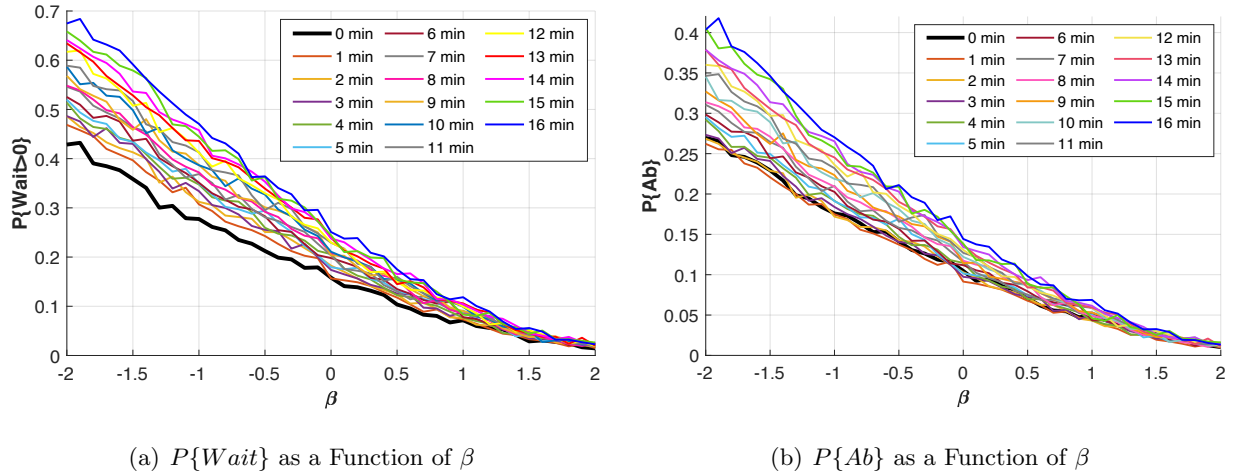 0.7
0.6
0.5
0.4
0.3
0.2
0.1
0
P{Wait>0}
0 min 6 min 12 min
1 min 7 min 13 min
2 min 8 min 14 min
3 min 9 min 15 min
4 min 10 min 16 min
5 min 11 min
-2 -1.5 -1 -0.5 0 0.5 1 1.5 2
β
(a) P{Wait} as a Function of β
0.4
0.35
0.3
0.25
0.2
0.15
0.1
0.05
0
P{Ab}
0 min 6 min 12 min
1 min 7 min 13 min
2 min 8 min 14 min
3 min 9 min 15 min
4 min 10 min 16 min
5 min 11 min
-2 -1.5 -1 -0.5 0 0.5 1 1.5 2
β
(b) P{Ab} as a Function of β